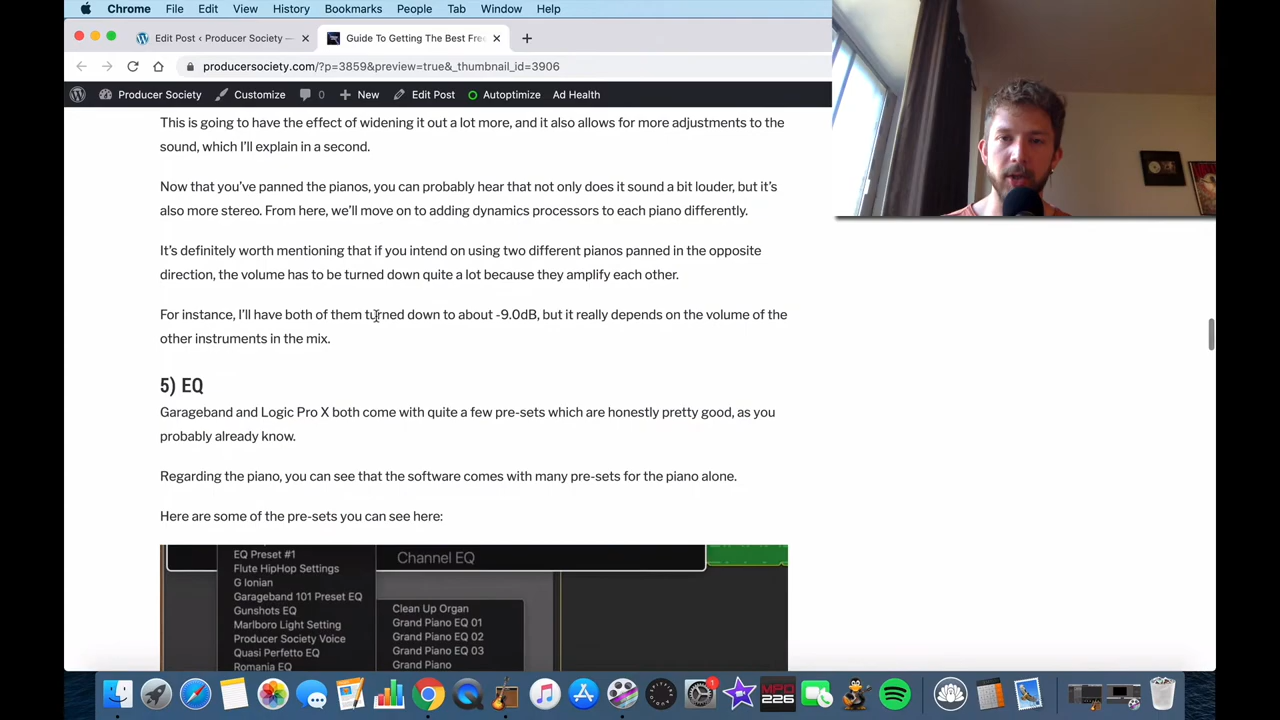 Chrome File Edit View History Bookmarks People Tab Window Help
Edit Post ‹ Producer Society —
Guide To Getting The Best Fre
producersociety.com/?p=3859&preview=true&_thumbnail_id=3906
Producer Society Customize 0 New Edit Post Autoptimize Ad Health
This is going to have the effect of widening it out a lot more, and it also allows for more adjustments to the
sound, which I'll explain in a second.
Now that you've panned the pianos, you can probably hear that not only does it sound a bit louder, but it's
also more stereo. From here, we'll move on to adding dynamics processors to each piano differently.
It's definitely worth mentioning that if you intend on using two different pianos panned in the opposite
direction, the volume has to be turned down quite a lot because they amplify each other.
For instance, I'll have both of them turned down to about -9.0dB, but it really depends on the volume of the
other instruments in the mix.
5) EQ
Garageband and Logic Pro X both come with quite a few pre-sets which are honestly pretty good, as you
probably already know.
Regarding the piano, you can see that the software comes with many pre-sets for the piano alone.
Here are some of the pre-sets you can see here:
Channel EQ
EQ Preset #1
Flute HipHop Settings
G Ionian
Garageband 101 Preset EQ
Gunshots EQ
Marlboro Light Setting
Producer Society Voice
Quasi Perfetto EQ
Romania EQ
Clean Up Organ
Grand Piano EQ 01
Grand Piano EQ 02
Grand Piano EQ 03
Grand Piano
1
MPD
226